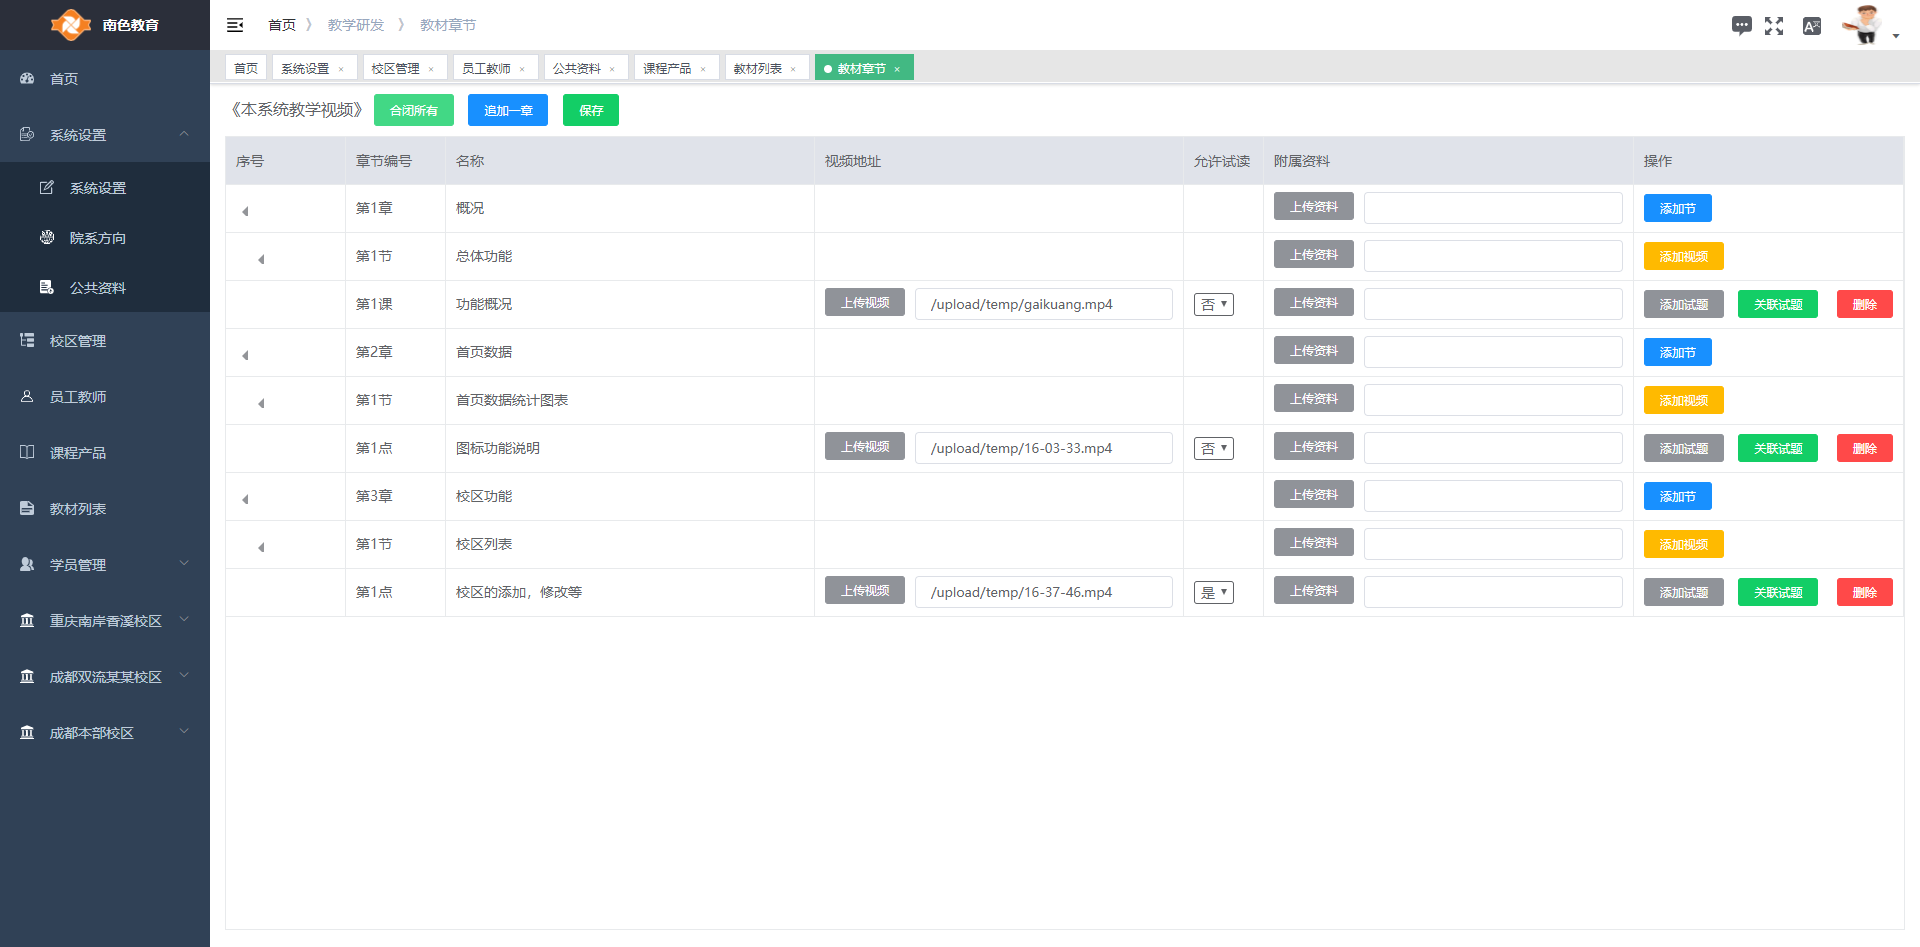 南色教育
首页 》 教学研发 》 教材章节
首页
系统设置
系统设置
院系方向
公共资料
校区管理
员工教师
课程产品
教材列表
学员管理
重庆南岸香溪校区
成都双流某某校区
成都本部校区
首页 系统设置 × 校区管理 × 员工教师 × 公共资料 × 课程产品 × 教材列表 × 教材章节 ×
《本系统教学视频》 合闭所有 追加一章 保存
序号 章节编号 名称 视频地址 允许试读 附属资料 操作
第1章 概况 上传资料 添加节
第1节 总体功能 上传资料 添加视频
第1课 功能概况 上传视频 /upload/temp/gaikuang.mp4 否 上传资料 添加试题 关联试题 删除
第2章 首页数据 上传资料 添加节
第1节 首页数据统计图表 上传资料 添加视频
第1点 图标功能说明 上传视频 /upload/temp/16-03-33.mp4 否 上传资料 添加试题 关联试题 删除
第3章 校区功能 上传资料 添加节
第1节 校区列表 上传资料 添加视频
第1点 校区的添加，修改等 上传视频 /upload/temp/16-37-46.mp4 是 上传资料 添加试题 关联试题 删除